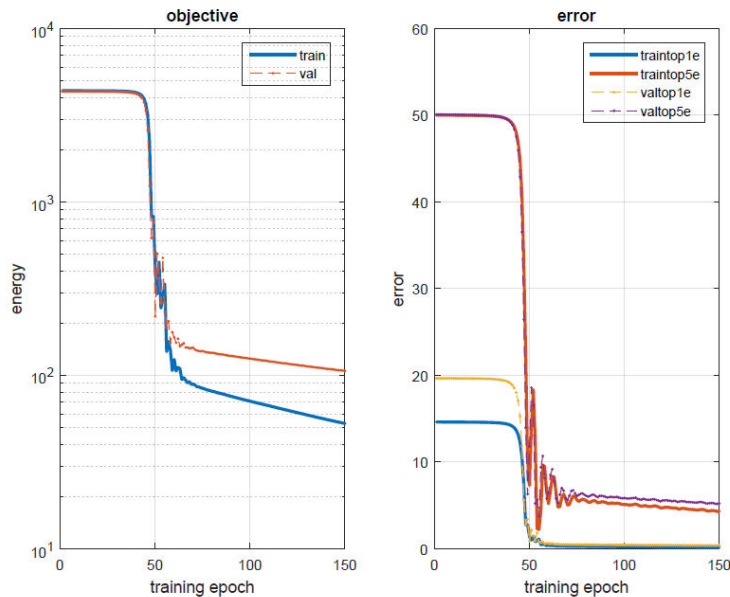 objective
10^4
10^3
10^2
10^1
energy
0 50 100 150
training epoch
train
val
error
60
50
40
30
20
10
0
error
0 50 100 150
training epoch
traintop1e
traintop5e
valtop1e
valtop5e